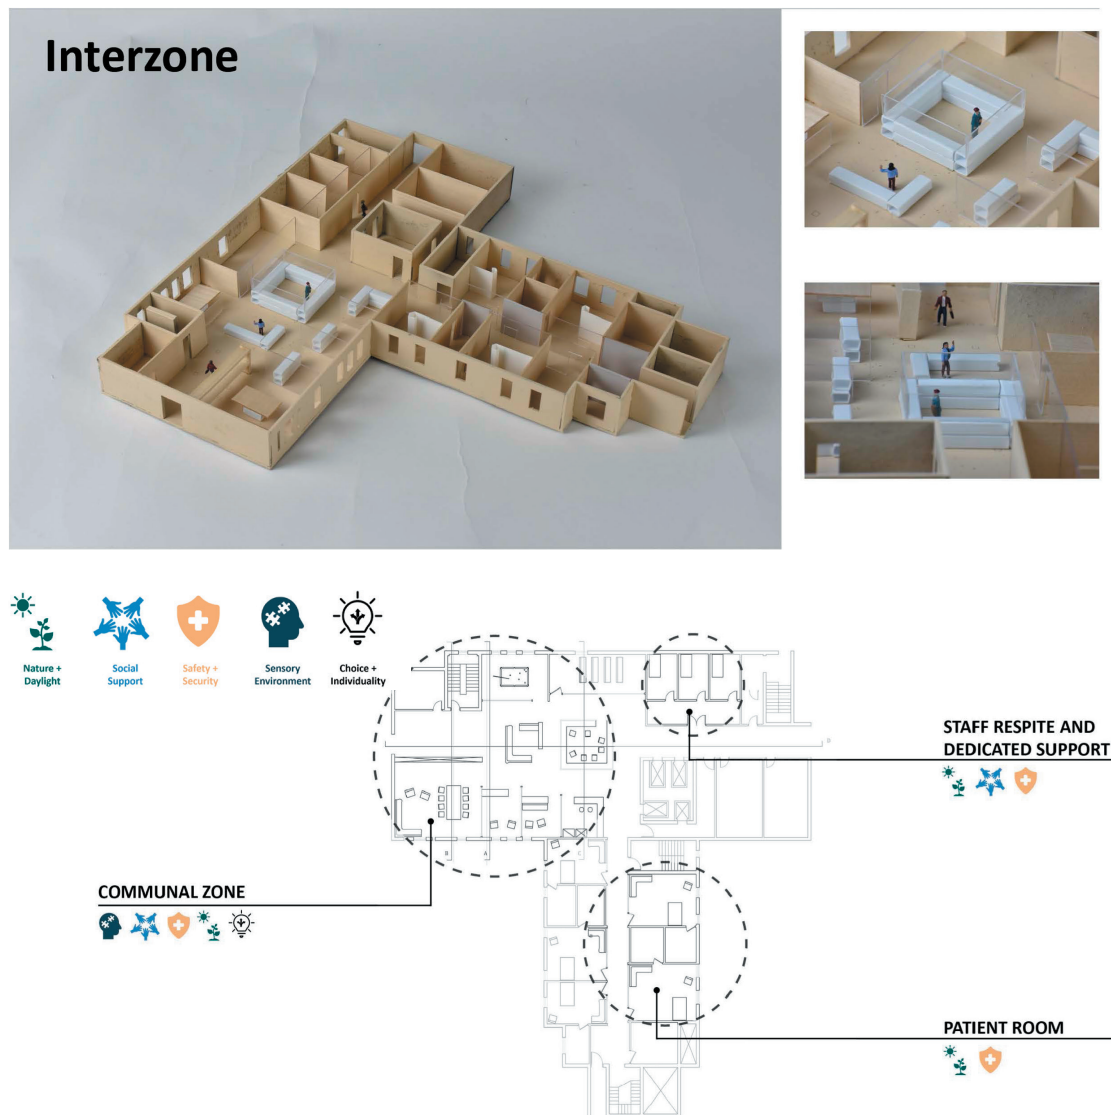 Interzone
Nature +
Daylight
Social
Support
Safety +
Security
Sensory
Environment
Choice +
Individuality
STAFF RESPITE AND
DEDICATED SUPPORT
D
B
A
C
COMMUNAL ZONE
PATIENT ROOM